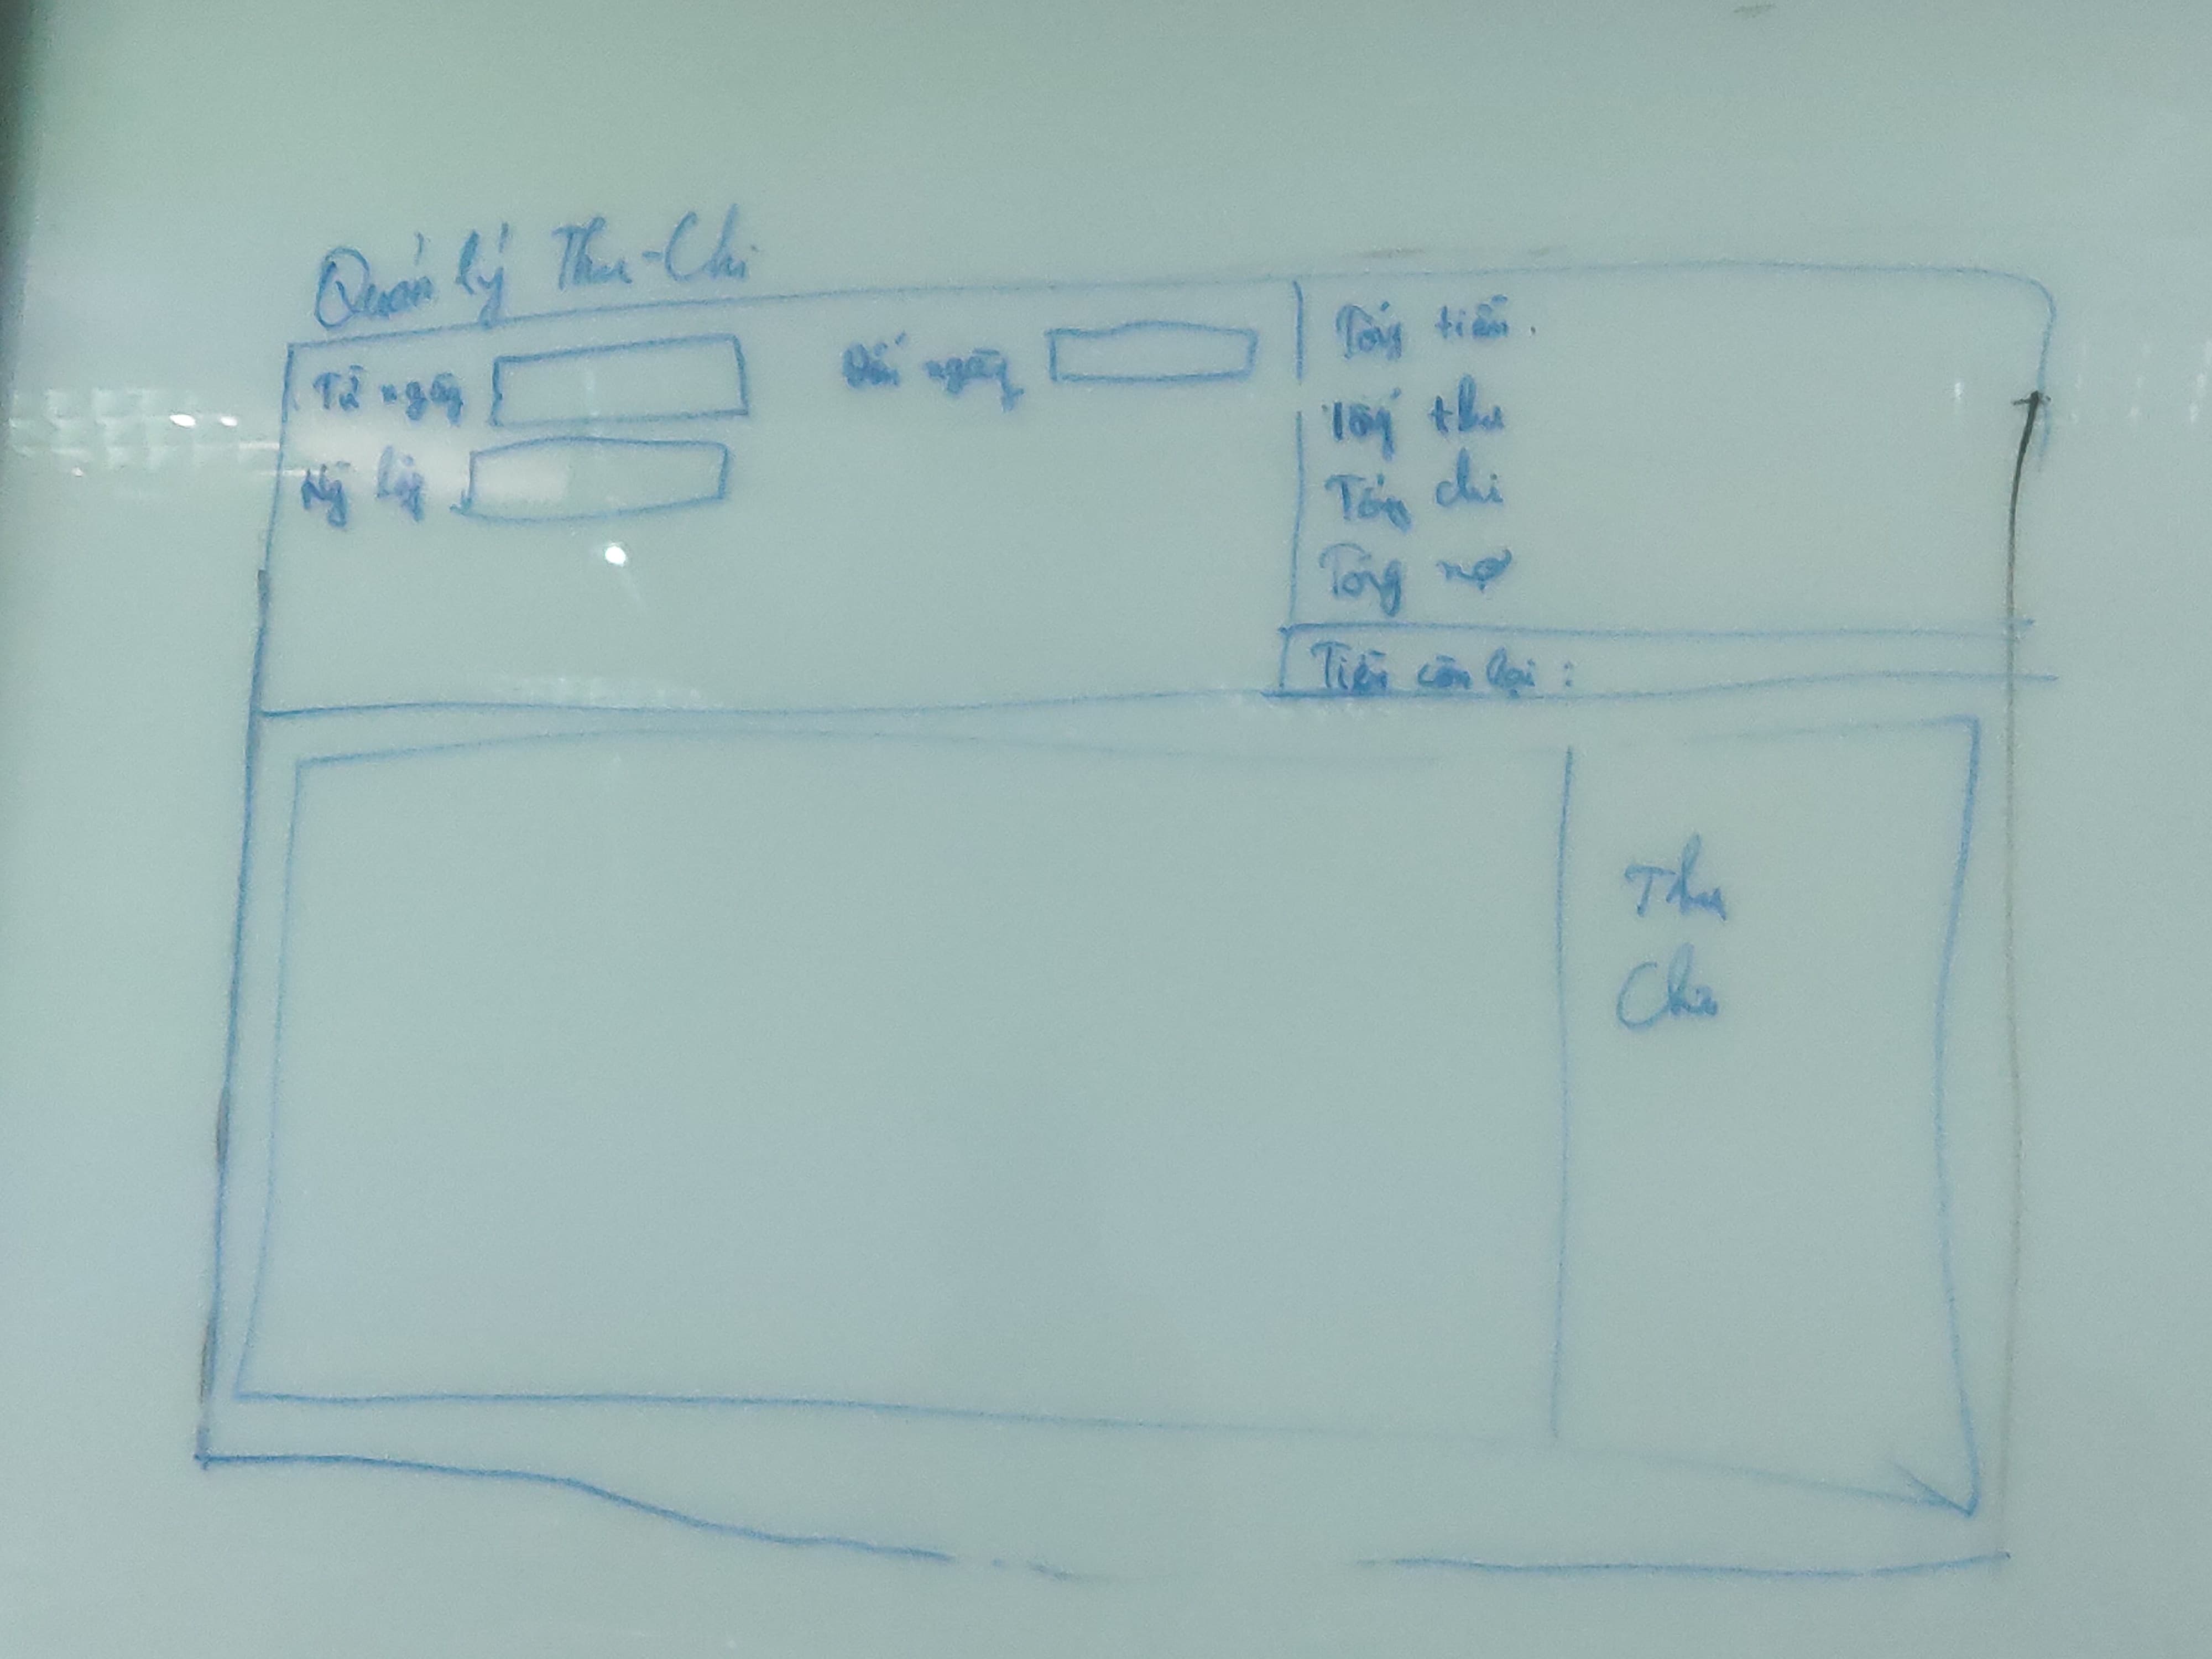 Quản lý Thu-Chi
Từ ngày
Đến ngày
lập
Tổng tiền.
Tổng thu
Tổng chi
Tổng nợ
Tiền còn lại :
Thu
Chi